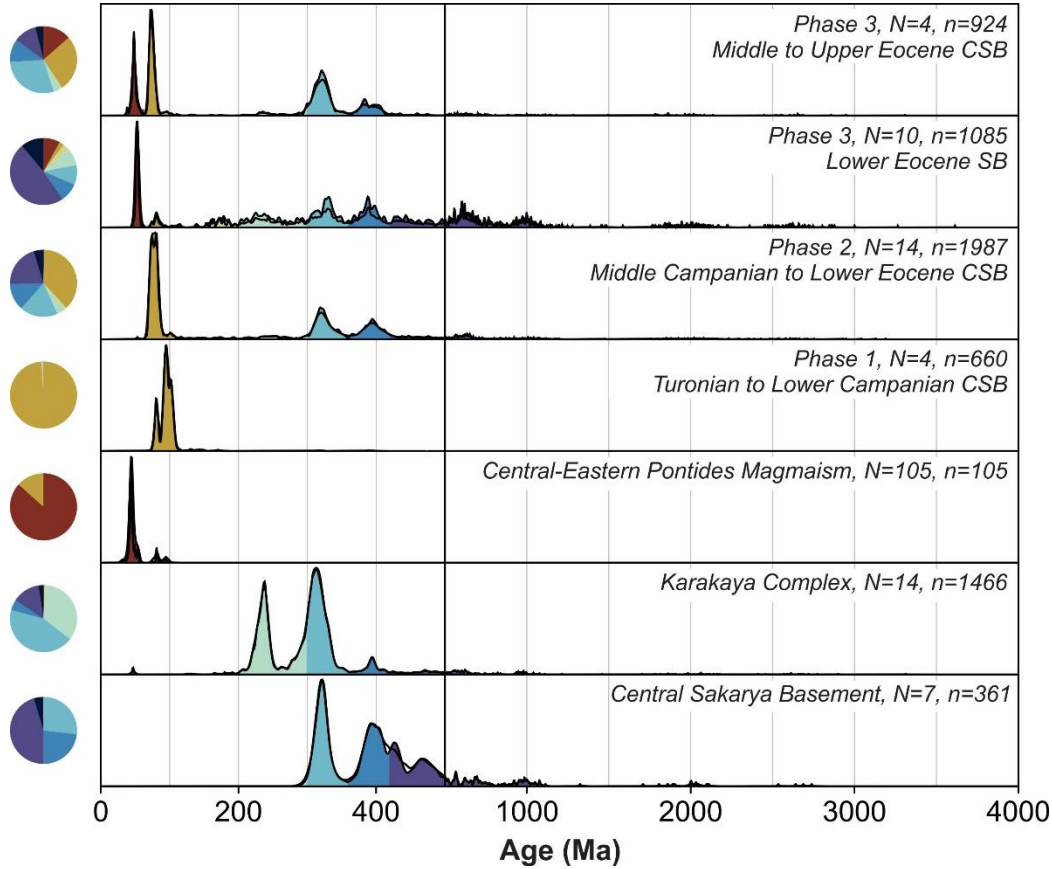 Phase 3, N=4, n=924
Middle to Upper Eocene CSB
Phase 3, N=10, n=1085
Lower Eocene SB
Phase 2, N=14, n=1987
Middle Campanian to Lower Eocene CSB
Phase 1, N=4, n=660
Turonian to Lower Campanian CSB
Central-Eastern Pontides Magmaism, N=105, n=105
Karakaya Complex, N=14, n=1466
Central Sakarya Basement, N=7, n=361
0 200 400 1000 2000 3000 4000
Age (Ma)